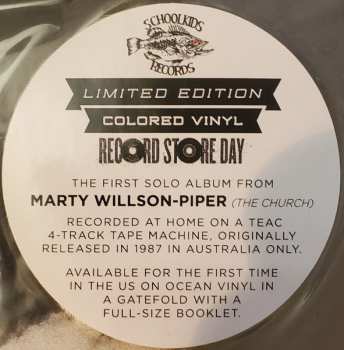 SCHOOLKIDS
RECORDS
LIMITED EDITION
COLORED VINYL
RECORD STORE DAY
THE FIRST SOLO ALBUM FROM
MARTY WILLSON-PIPER (THE CHURCH)
RECORDED AT HOME ON A TEAC
4-TRACK TAPE MACHINE, ORIGINALLY
RELEASED IN 1987 IN AUSTRALIA ONLY.
AVAILABLE FOR THE FIRST TIME
IN THE US ON OCEAN VINYL IN
A GATEFOLD WITH A
FULL-SIZE BOOKLET.